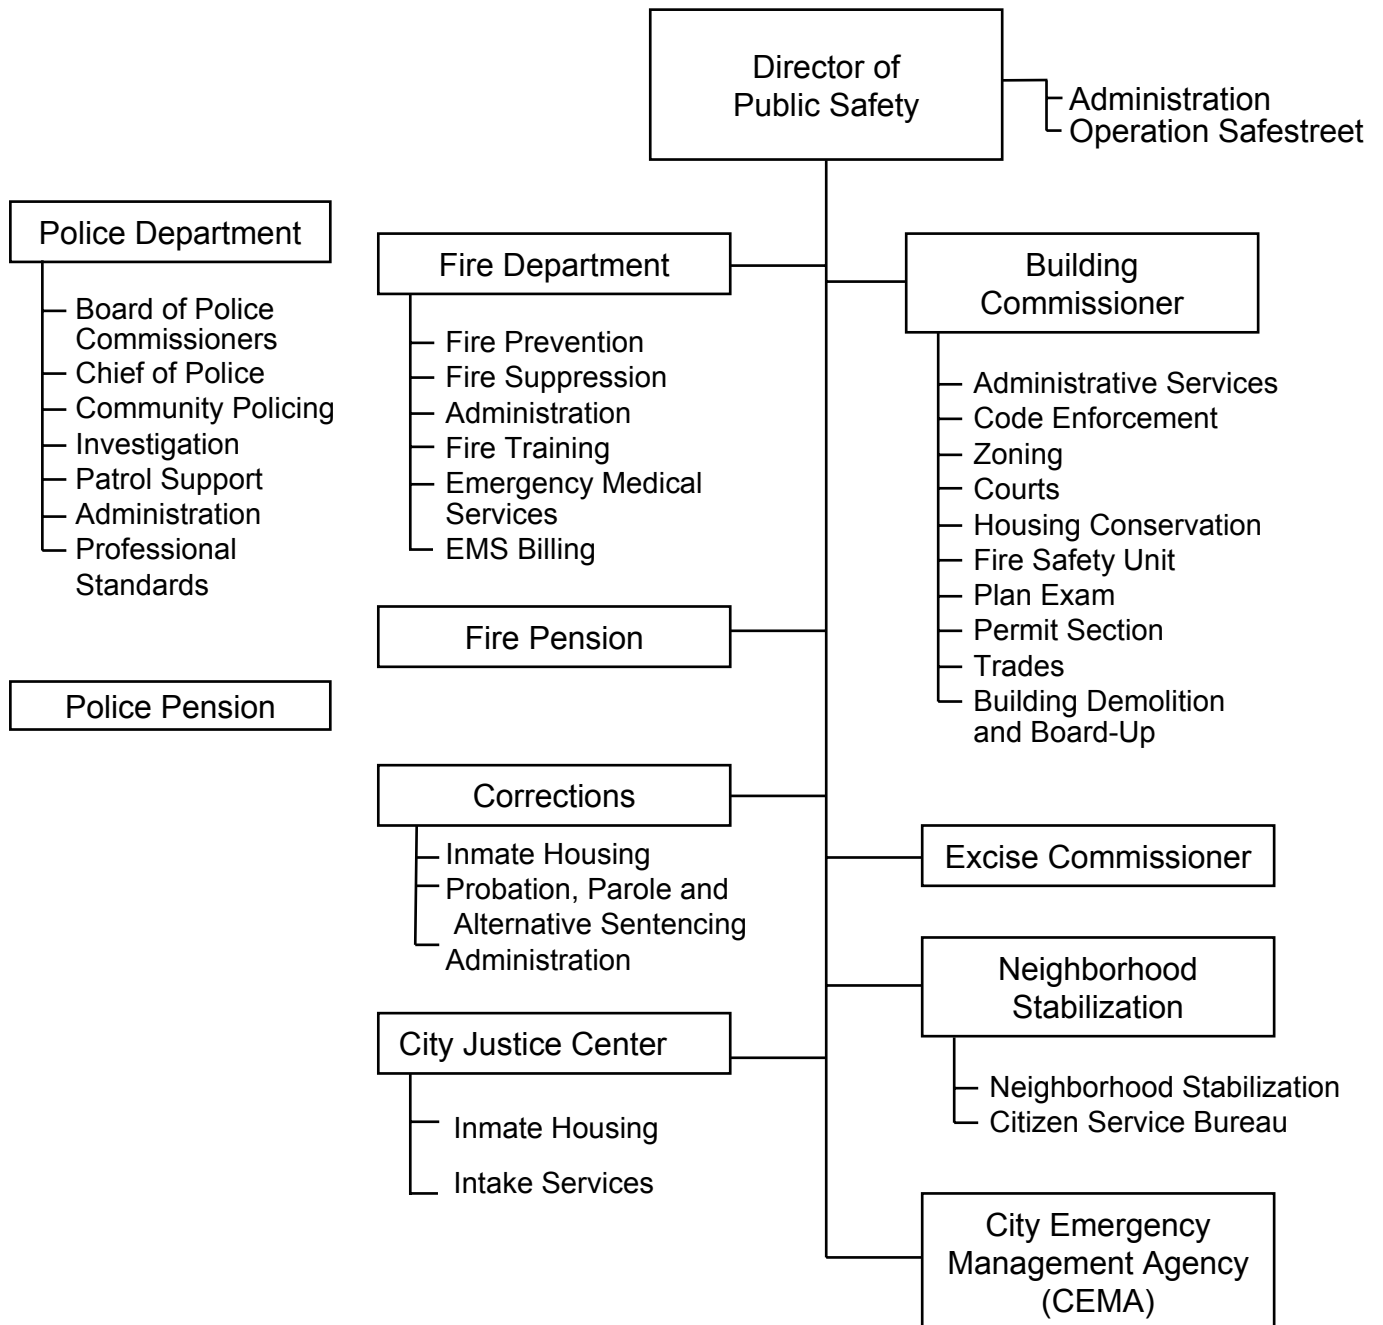 Director of
Public Safety
Administration
Operation Safestreet
Police Department
Board of Police
Commissioners
Chief of Police
Community Policing
Investigation
Patrol Support
Administration
Professional
Standards
Police Pension
Fire Department
Fire Prevention
Fire Suppression
Administration
Fire Training
Emergency Medical
Services
EMS Billing
Fire Pension
Corrections
Inmate Housing
Probation, Parole and
Alternative Sentencing
Administration
City Justice Center
Inmate Housing
Intake Services
Building
Commissioner
Administrative Services
Code Enforcement
Zoning
Courts
Housing Conservation
Fire Safety Unit
Plan Exam
Permit Section
Trades
Building Demolition
and Board-Up
Excise Commissioner
Neighborhood
Stabilization
Neighborhood Stabilization
Citizen Service Bureau
City Emergency
Management Agency
(CEMA)